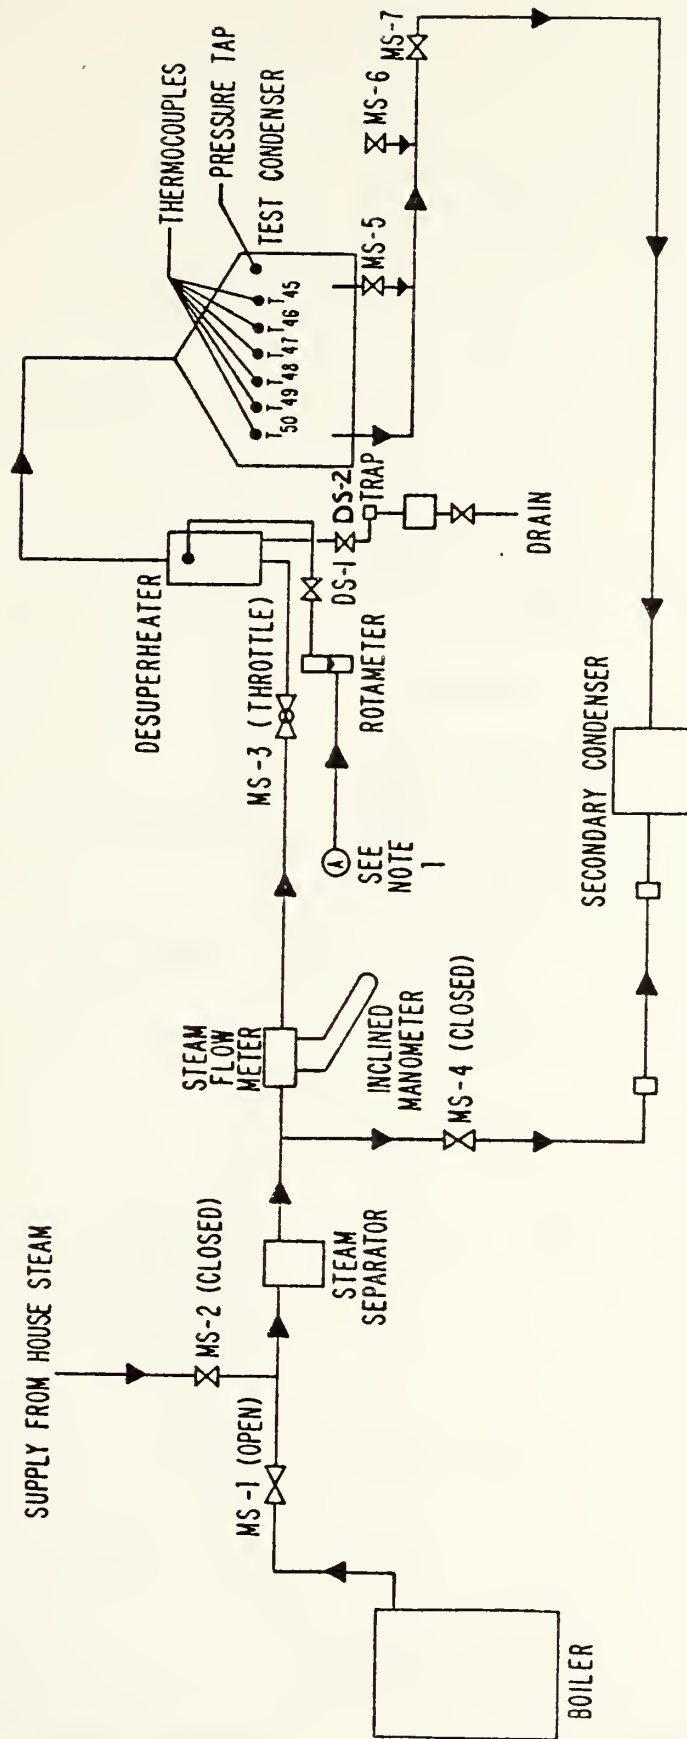 SUPPLY FROM HOUSE STEAM
MS-2 (CLOSED)
MS-1 (OPEN)
BOILER
STEAM
SEPARATOR
STEAM
FLOW
METER
INCLINED
MANOMETER
MS-4 (CLOSED)
MS-3 (THROTTLE)
A
SEE
NOTE
1
DESUPERHEATER
ROTAMETER
DS-1
DS-2
TRAP
DRAIN
THERMOCOUPLES
PRESSURE TAP
TEST CONDENSER
T50
T49
T48
T47
T46
T45
MS-5
MS-6
MS-7
SECONDARY CONDENSER